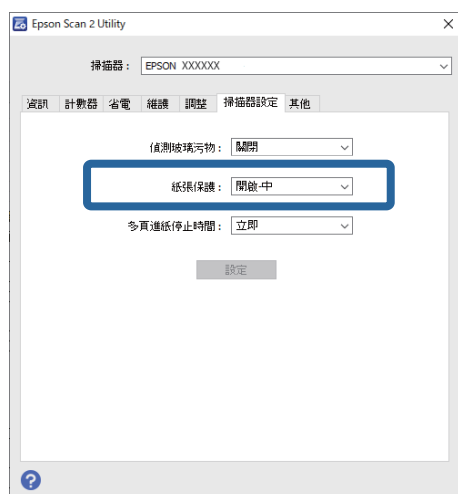 Epson Scan 2 Utility
掃描器： EPSON XXXXXX
資訊 計數器 省電 維護 調整 掃描器設定 其他
偵測玻璃污物： 關閉
紙張保護： 開啟-中
多頁進紙停止時間： 立即
設定